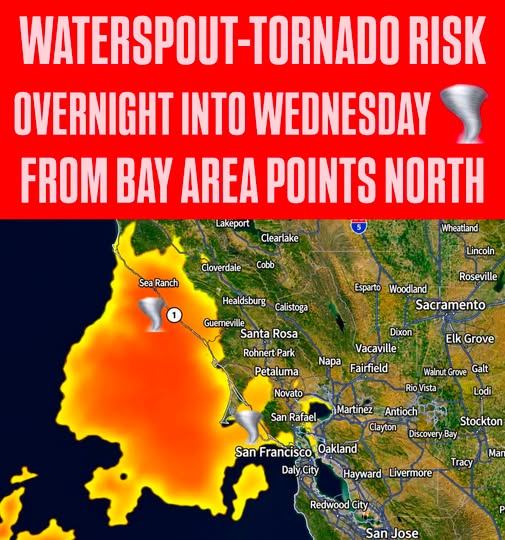 WATERSPOUT-TORNADO RISK
OVERNIGHT INTO WEDNESDAY
FROM BAY AREA POINTS NORTH
Lakeport
5
Wheatland
Clearlake
Lincoln
Cloverdale
Cobb
Roseville
Sea Ranch
Esparto
Woodland
Healdsburg
Calistoga
Sacramento
1
Guerneville
Santa Rosa
Dixon
Elk Grove
Rohnert Park
Vacaville
Napa
Fairfield
Walnut Grove
Galt
Petaluma
Rio Vista
Lodi
Novato
San Rafael
Martinez
Antioch
Clayton
Discovery Bay
Stockton
San Francisco
Oakland
Tracy
Man
Daly City
Hayward
Livermore
Redwood City
P
San Jose